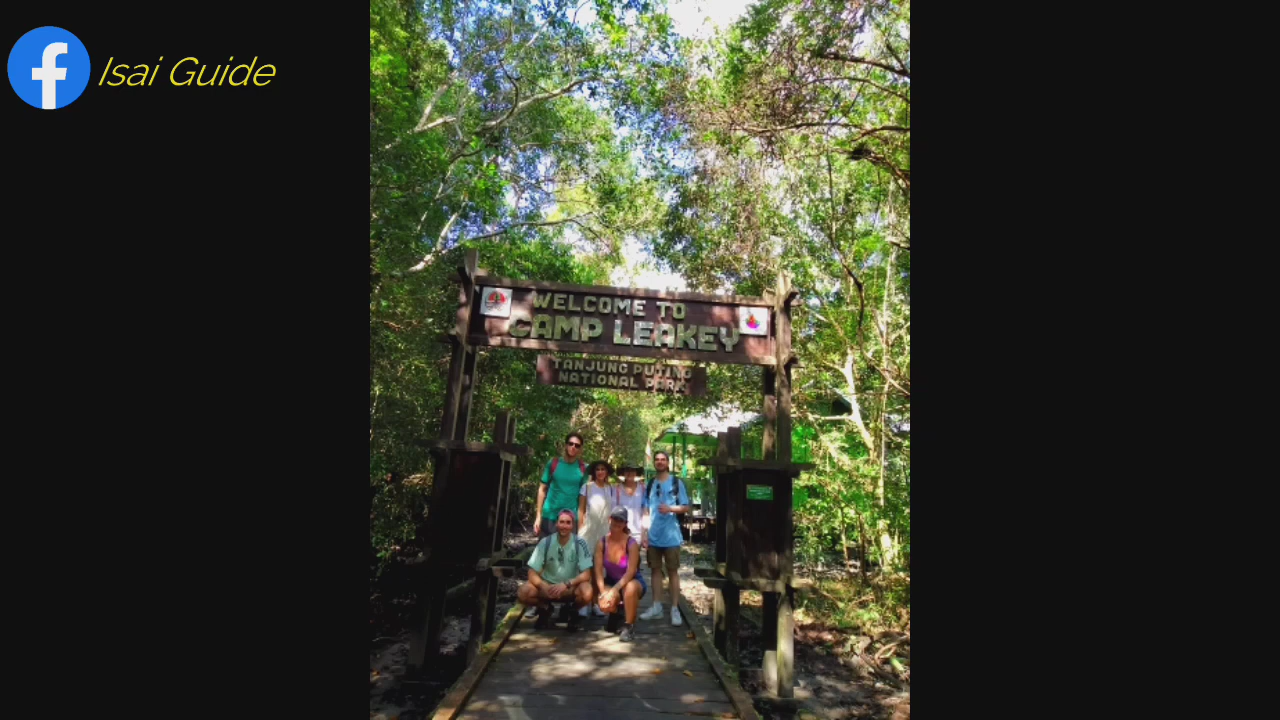 Isai Guide
WELCOME TO
CAMP LEAKEY
TANJUNG PUTING
NATIONAL PARK